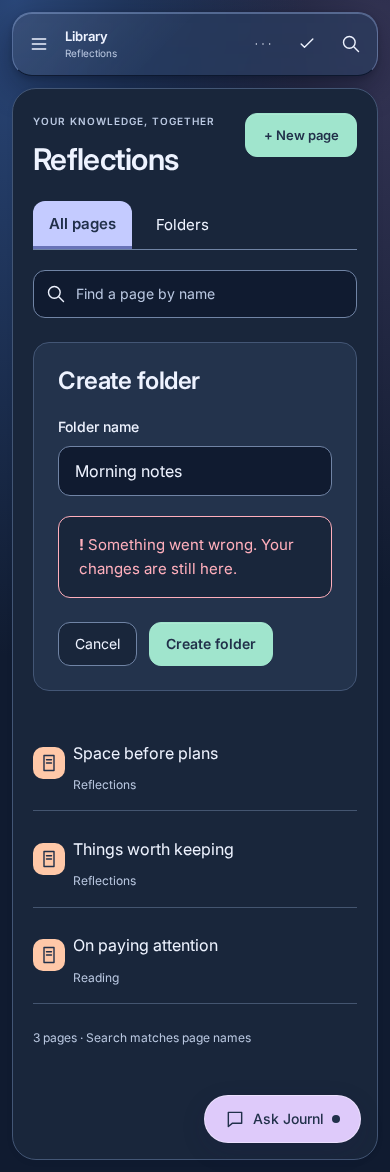 Library
Reflections
...
YOUR KNOWLEDGE, TOGETHER
+ New page
Reflections
All pages
Folders
Find a page by name
Create folder
Folder name
Morning notes
! Something went wrong. Your
changes are still here.
Cancel
Create folder
Space before plans
Reflections
Things worth keeping
Reflections
On paying attention
Reading
3 pages · Search matches page names
Ask Journl